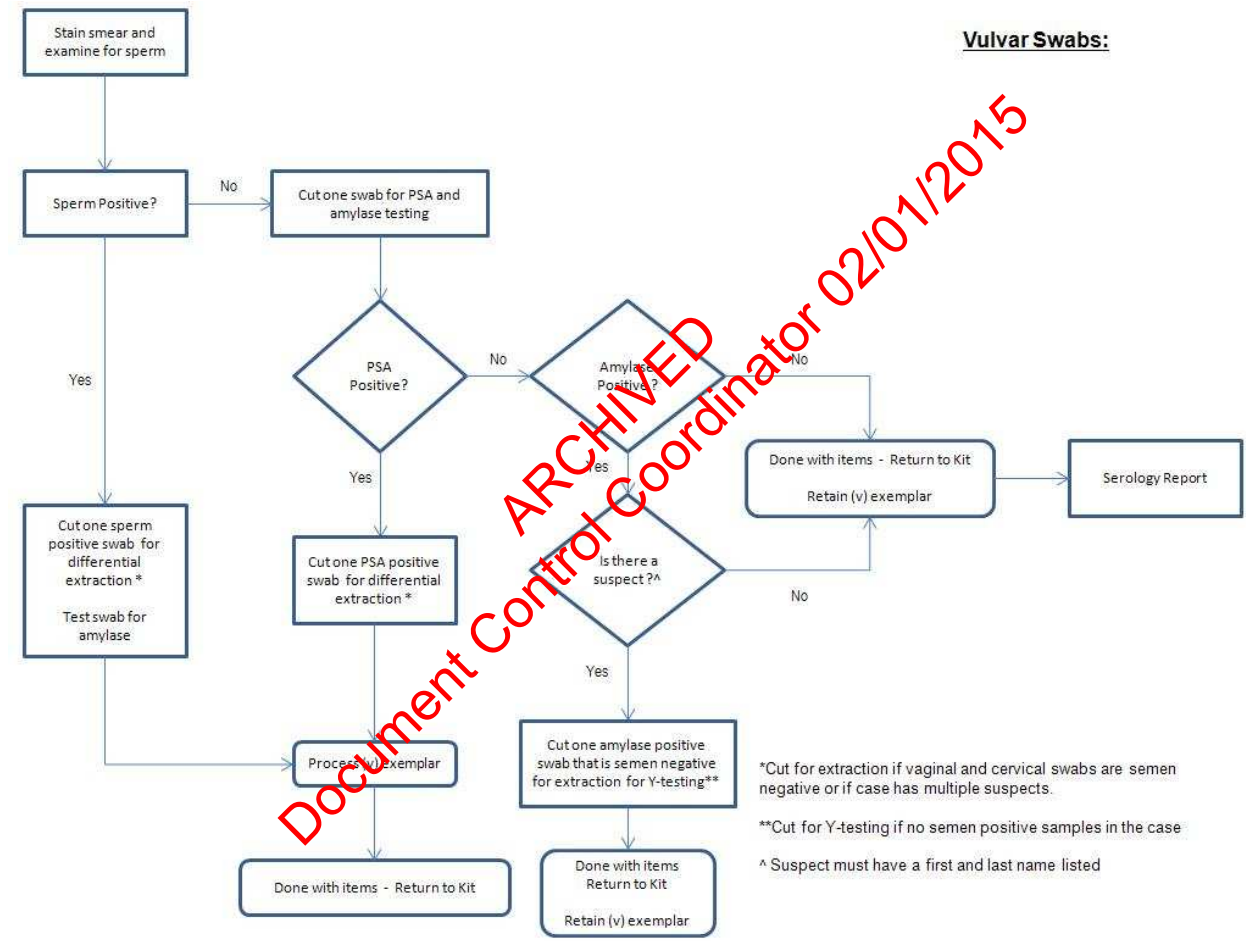 Vulvar Swabs:
Stain smear and
examine for sperm
Sperm Positive?
No
Cut one swab for PSA and
amylase testing
Yes
PSA
Positive?
No
Amylase
Positive ?
No
Yes
Yes
Done with items - Return to Kit
Retain (v) exemplar
Serology Report
Cut one sperm
positive swab for
differential
extraction *
Test swab for
amylase
Cut one PSA positive
swab for differential
extraction *
Is there a
suspect ?^
No
Yes
Process (v) exemplar
Cut one amylase positive
swab that is semen negative
for extraction for Y-testing**
Done with items - Return to Kit
Done with items
Return to Kit
Retain (v) exemplar
*Cut for extraction if vaginal and cervical swabs are semen
negative or if case has multiple suspects.
**Cut for Y-testing if no semen positive samples in the case
^ Suspect must have a first and last name listed
ARCHIVED
Document Control Coordinator 02/01/2015